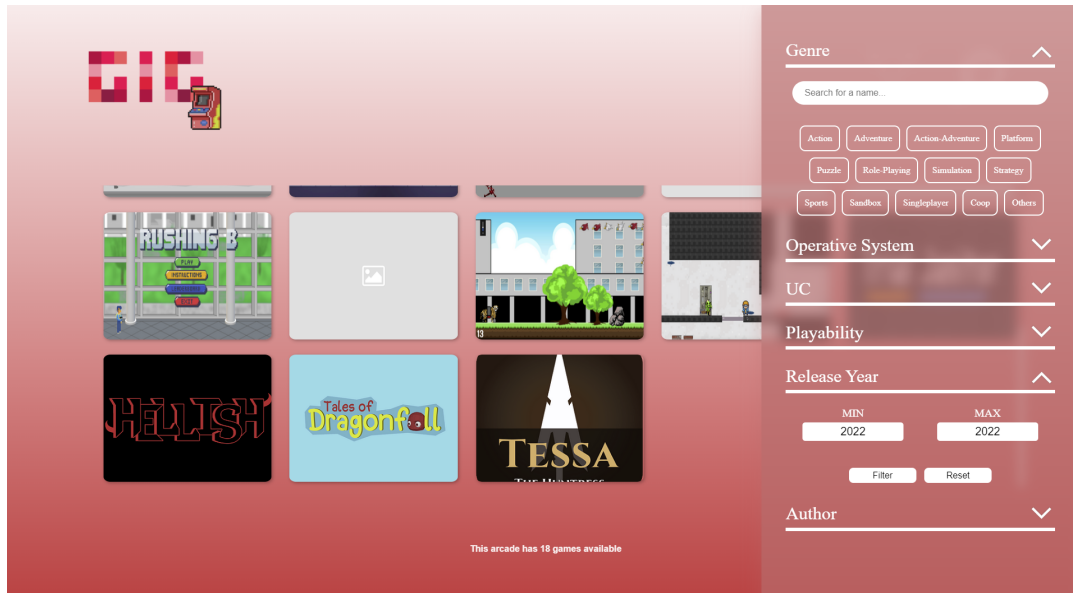 GIG
RUSHING B
PLAY
INSTRUCTIONS
EXIT
13
HELLISH
Tales of
Dragonfall
TESSA
THE HUNTRESS
This arcade has 18 games available
Genre
Search for a name...
Action Adventure Action-Adventure Platform
Puzzle Role-Playing Simulation Strategy
Sports Sandbox Singleplayer Coop Others
Operative System
UC
Playability
Release Year
MIN MAX
2022 2022
Filter Reset
Author